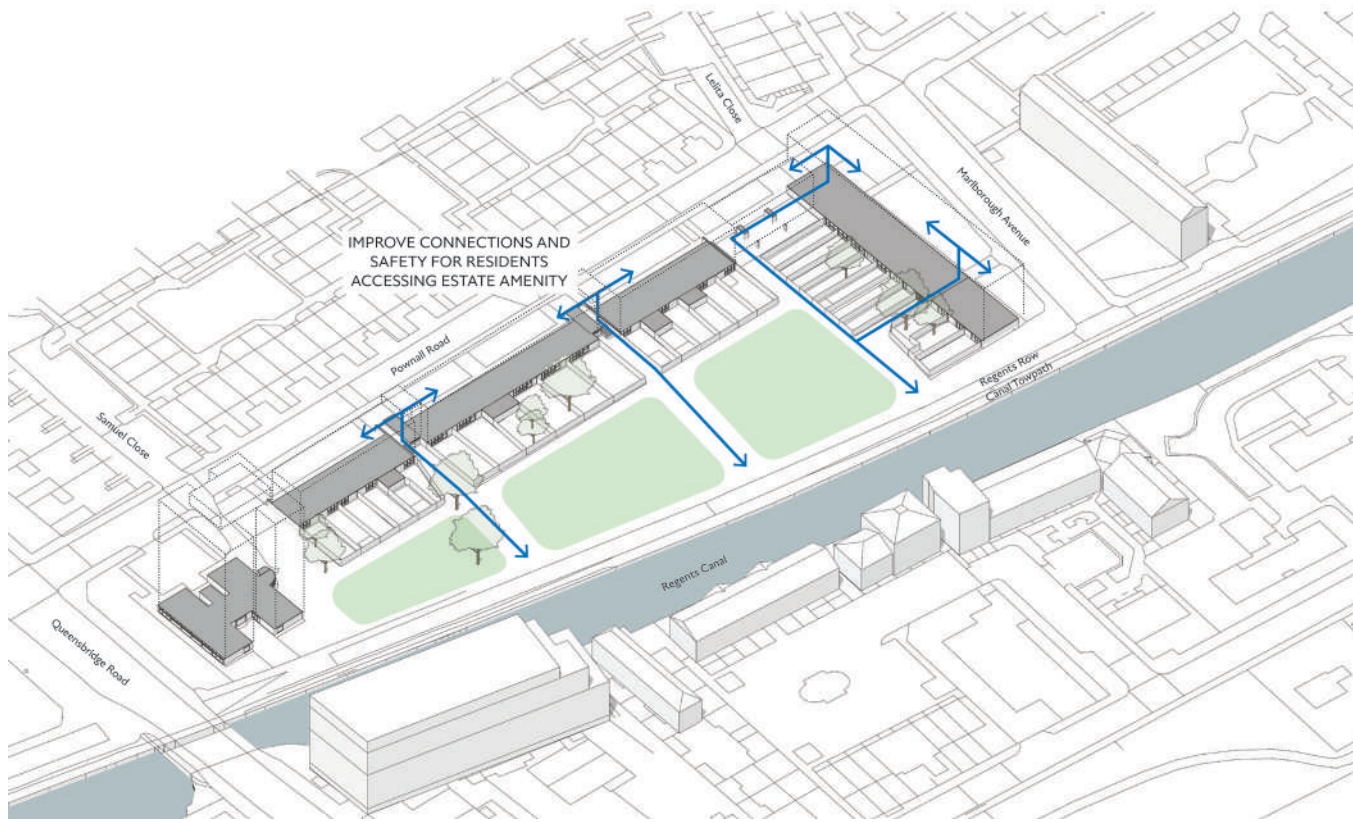 Lelita Close
Marlborough Avenue
IMPROVE CONNECTIONS AND
SAFETY FOR RESIDENTS
ACCESSING ESTATE AMENITY
Pownall Road
Samuel Close
Regents Row
Canal Towpath
Regents Canal
Queensbridge Road